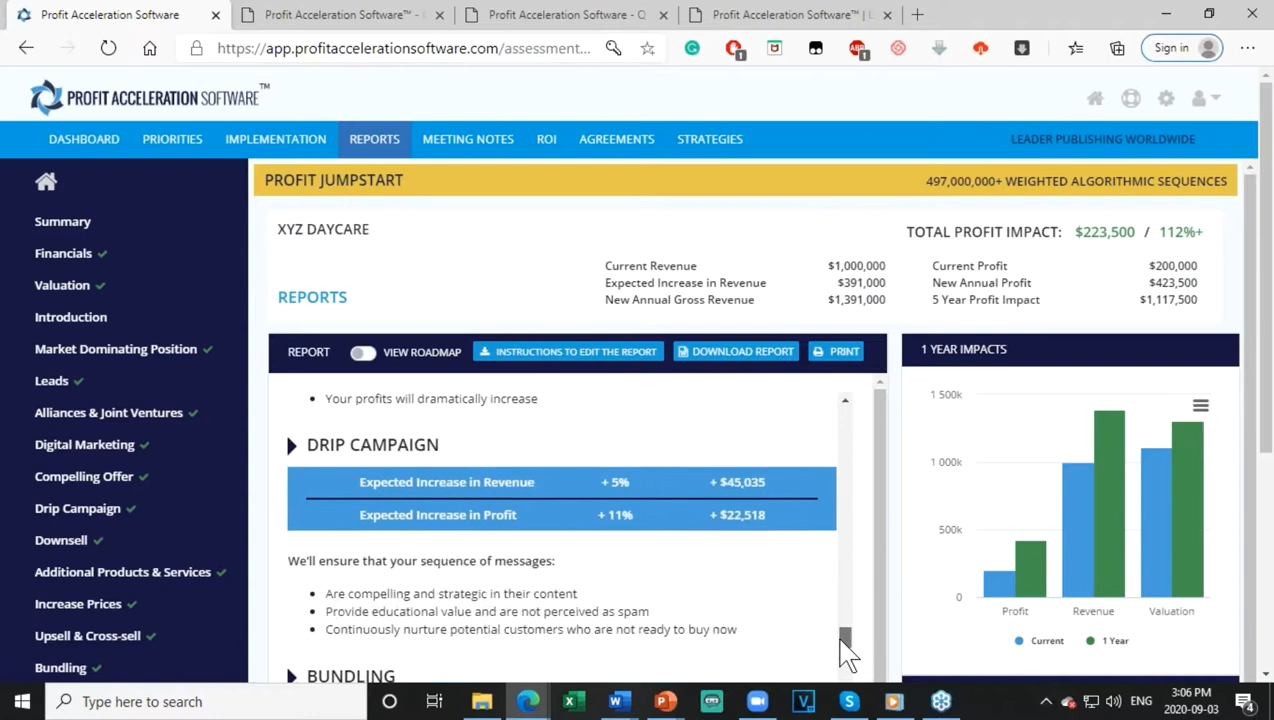 Profit Acceleration Software
Profit Acceleration Software™ -
Profit Acceleration Software - Q
Profit Acceleration Software™ |
https://app.profitaccelerationsoftware.com/assessment...
1
ABP
1
Sign in
PROFIT ACCELERATION SOFTWARE™
DASHBOARD
PRIORITIES
IMPLEMENTATION
REPORTS
MEETING NOTES
ROI
AGREEMENTS
STRATEGIES
LEADER PUBLISHING WORLDWIDE
Summary
Financials
Valuation
Introduction
Market Dominating Position
Leads
Alliances & Joint Ventures
Digital Marketing
Compelling Offer
Drip Campaign
Downsell
Additional Products & Services
Increase Prices
Upsell & Cross-sell
Bundling
PROFIT JUMPSTART
497,000,000+ WEIGHTED ALGORITHMIC SEQUENCES
XYZ DAYCARE
TOTAL PROFIT IMPACT: $223,500 / 112%+
REPORTS
Current Revenue $1,000,000
Expected Increase in Revenue $391,000
New Annual Gross Revenue $1,391,000
Current Profit $200,000
New Annual Profit $423,500
5 Year Profit Impact $1,117,500
REPORT VIEW ROADMAP
INSTRUCTIONS TO EDIT THE REPORT
DOWNLOAD REPORT
PRINT
• Your profits will dramatically increase
DRIP CAMPAIGN
Expected Increase in Revenue + 5% + $45,035
Expected Increase in Profit + 11% + $22,518
We'll ensure that your sequence of messages:
• Are compelling and strategic in their content
• Provide educational value and are not perceived as spam
• Continuously nurture potential customers who are not ready to buy now
BUNDLING
1 YEAR IMPACTS
1 500k
1 000k
500k
0
Profit
Revenue
Valuation
Current
1 Year
Type here to search
ENG
3:06 PM
2020-09-03
4